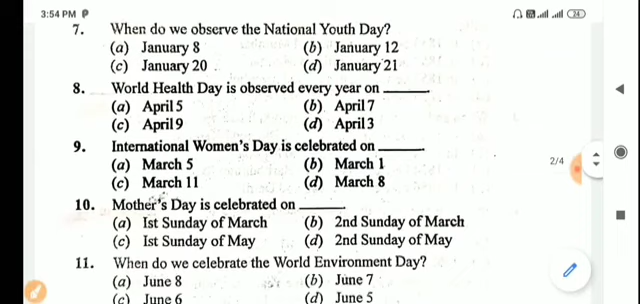 3:54 PM P
24
7. When do we observe the National Youth Day?
(a) January 8 (b) January 12
(c) January 20 (d) January 21
8. World Health Day is observed every year on ______.
(a) April 5 (b) April 7
(c) April 9 (d) April 3
9. International Women's Day is celebrated on ______.
(a) March 5 (b) March 1
(c) March 11 (d) March 8
2/4
10. Mother's Day is celebrated on ______.
(a) Ist Sunday of March (b) 2nd Sunday of March
(c) Ist Sunday of May (d) 2nd Sunday of May
11. When do we celebrate the World Environment Day?
(a) June 8 (b) June 7
(c) June 6 (d) June 5